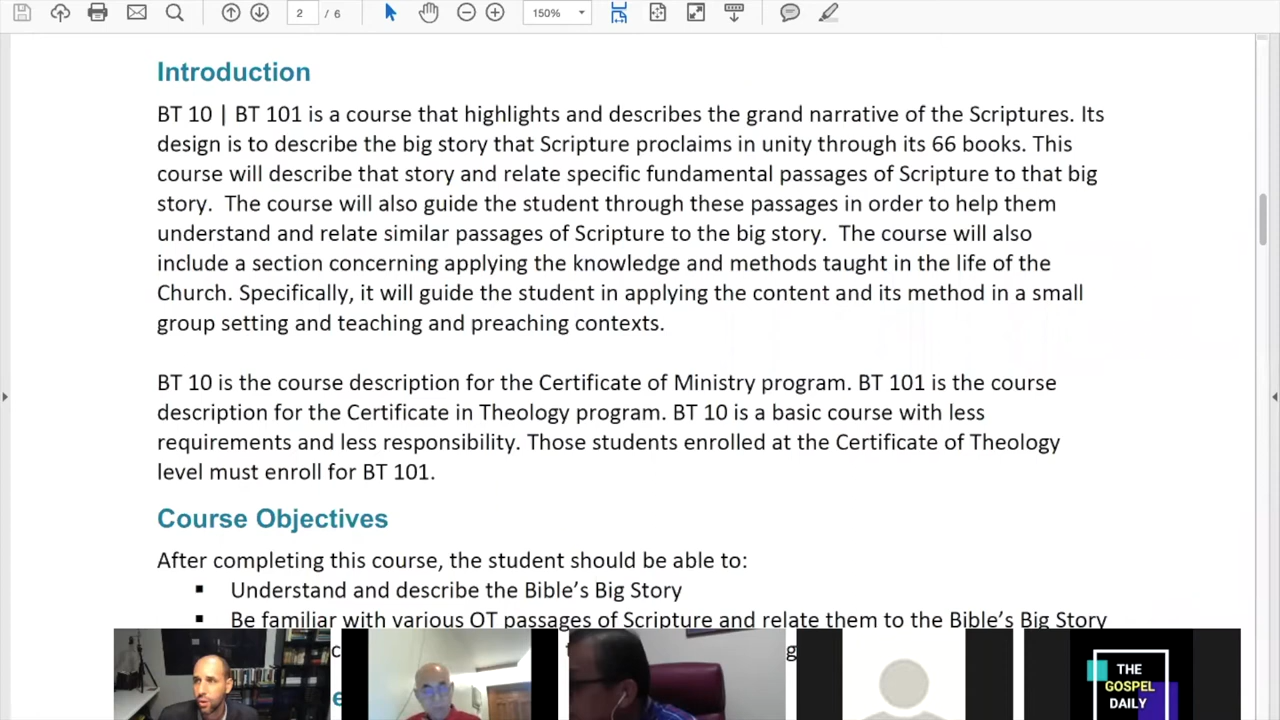 2 / 6
150%
Introduction
BT 10 | BT 101 is a course that highlights and describes the grand narrative of the Scriptures. Its
design is to describe the big story that Scripture proclaims in unity through its 66 books. This
course will describe that story and relate specific fundamental passages of Scripture to that big
story.  The course will also guide the student through these passages in order to help them
understand and relate similar passages of Scripture to the big story.  The course will also
include a section concerning applying the knowledge and methods taught in the life of the
Church. Specifically, it will guide the student in applying the content and its method in a small
group setting and teaching and preaching contexts.
BT 10 is the course description for the Certificate of Ministry program. BT 101 is the course
description for the Certificate in Theology program. BT 10 is a basic course with less
requirements and less responsibility. Those students enrolled at the Certificate of Theology
level must enroll for BT 101.
Course Objectives
After completing this course, the student should be able to:
▪ Understand and describe the Bible’s Big Story
▪ Be familiar with various OT passages of Scripture and relate them to the Bible’s Big Story
THE
GOSPEL
DAILY